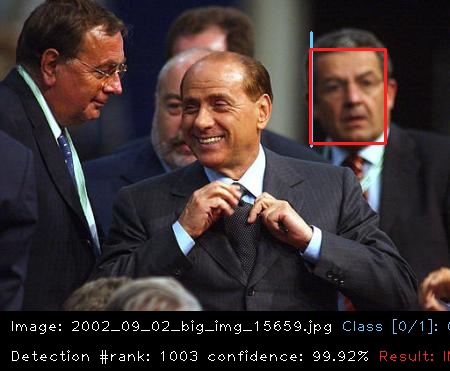 Image: 2002_09_02_big_img_15659.jpg Class [0/1]:
Detection #rank: 1003 confidence: 99.92% Result: